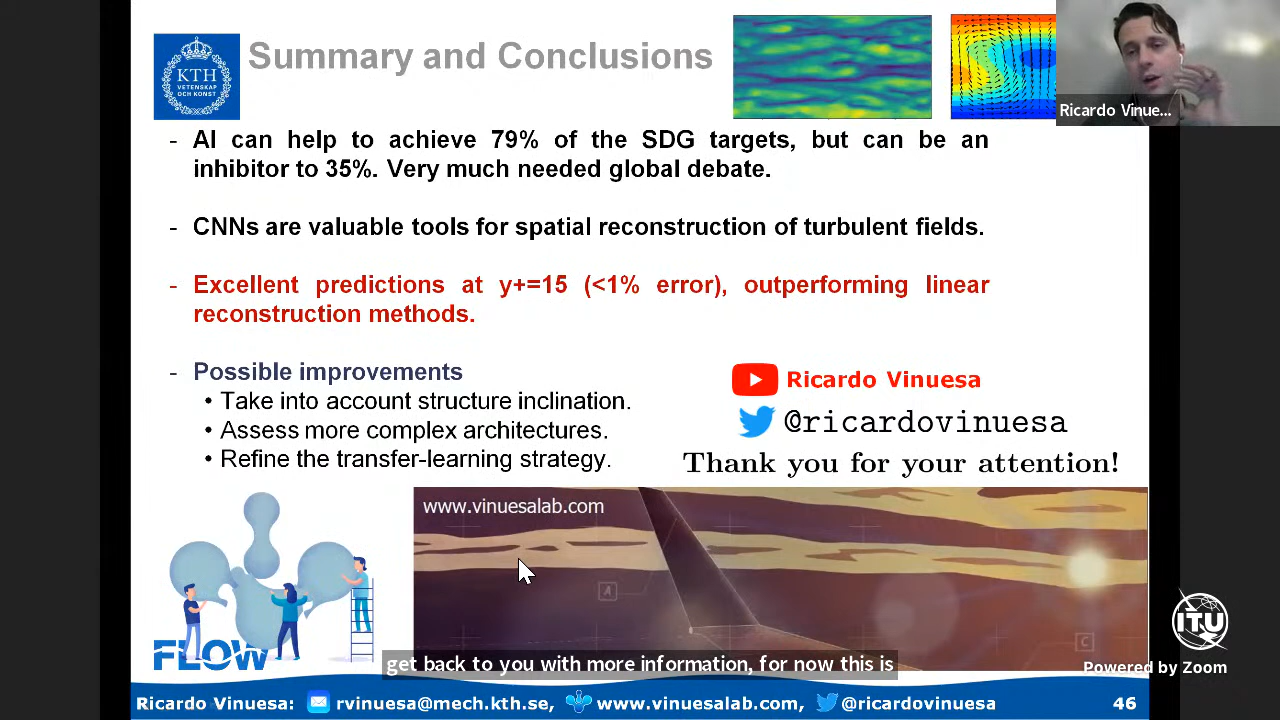 KTH
VETENSKAP
OCH KONST
Summary and Conclusions
Ricardo Vinue...
- AI can help to achieve 79% of the SDG targets, but can be an
inhibitor to 35%. Very much needed global debate.
- CNNs are valuable tools for spatial reconstruction of turbulent fields.
- Excellent predictions at y+=15 (<1% error), outperforming linear
reconstruction methods.
- Possible improvements
• Take into account structure inclination.
• Assess more complex architectures.
• Refine the transfer-learning strategy.
Ricardo Vinuesa
@ricardovinuesa
Thank you for your attention!
www.vinuesalab.com
A
C
FLOW
get back to you with more information, for now this is
ITU
Powered by Zoom
Ricardo Vinuesa: rvinuesa@mech.kth.se, www.vinuesalab.com, @ricardovinuesa 46